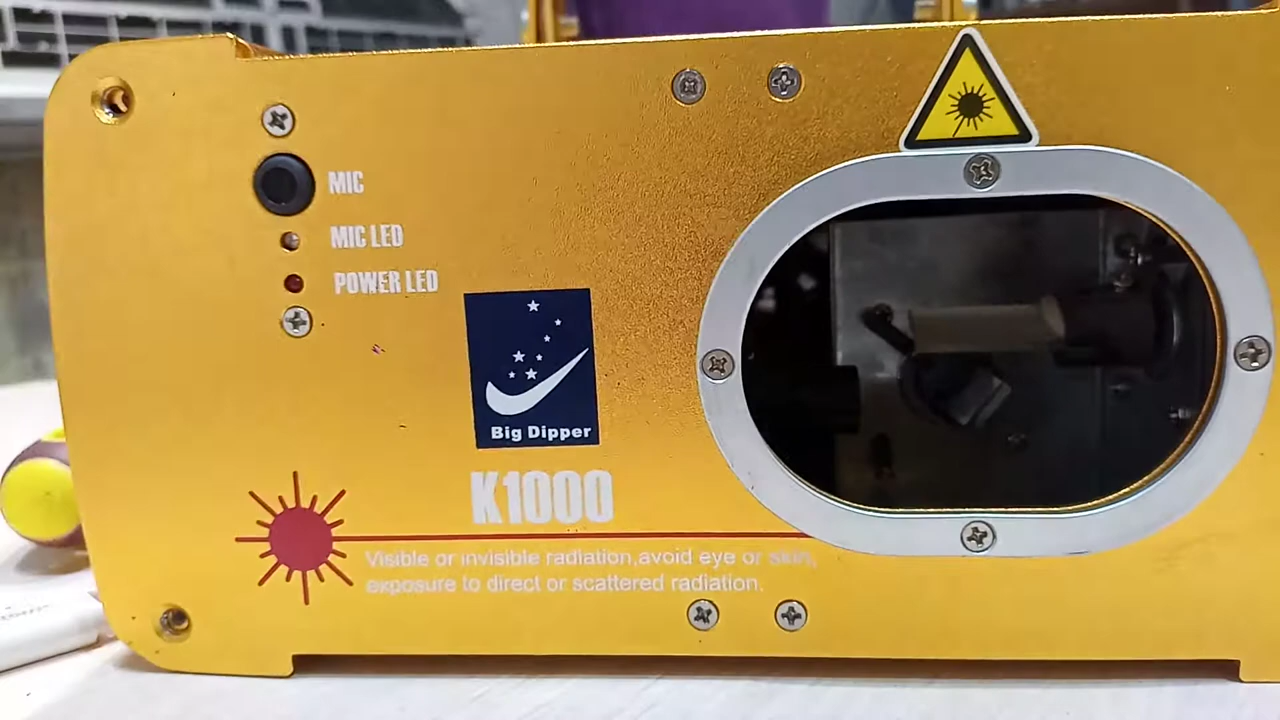 MIC
MIC LED
POWER LED
Big Dipper
K1000
Visible or invisible radiation,avoid eye or skin,
exposure to direct or scattered radiation.